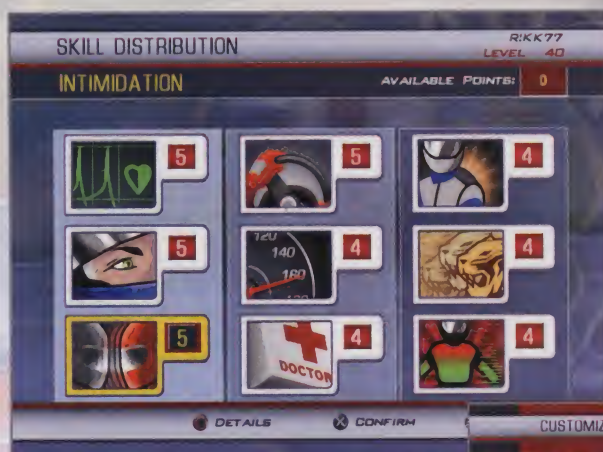 SKILL DISTRIBUTION
R!KK77
LEVEL 40
INTIMIDATION
AVAILABLE POINTS: 0
5 5 4
5 120 140 160 4 4
5 DOCTOR 4 4
DETAILS
X CONFIRM
CUSTOMIZ